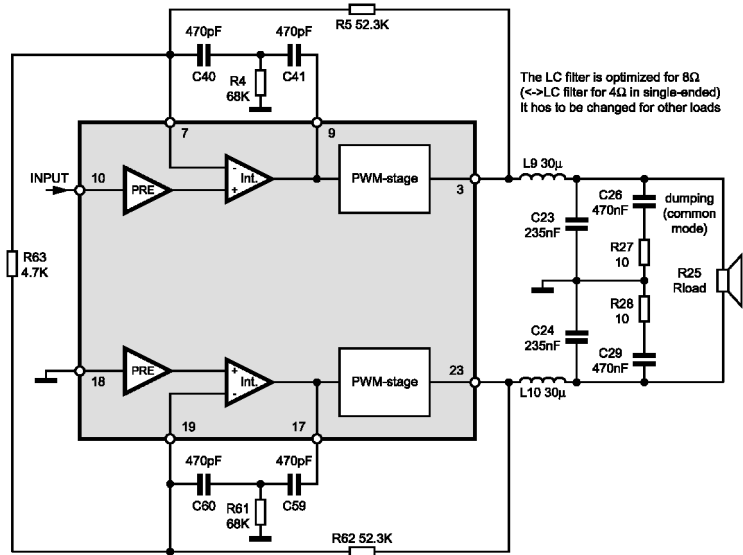 R5 52.3K
470pF
470pF
C40
R4
68K
C41
The LC filter is optimized for 8Ω
(<->LC filter for 4Ω in single-ended)
It hos to be changed for other loads
7
9
INPUT
10
PRE
-
+
Int.
PWM-stage
3
L9 30µ
C26
470nF
dumping
(common
mode)
C23
235nF
R27
10
R63
4.7K
R25
Rload
R28
10
C24
235nF
C29
470nF
18
PRE
+
-
Int.
PWM-stage
23
L10 30µ
19
17
470pF
470pF
C60
R61
68K
C59
R62 52.3K